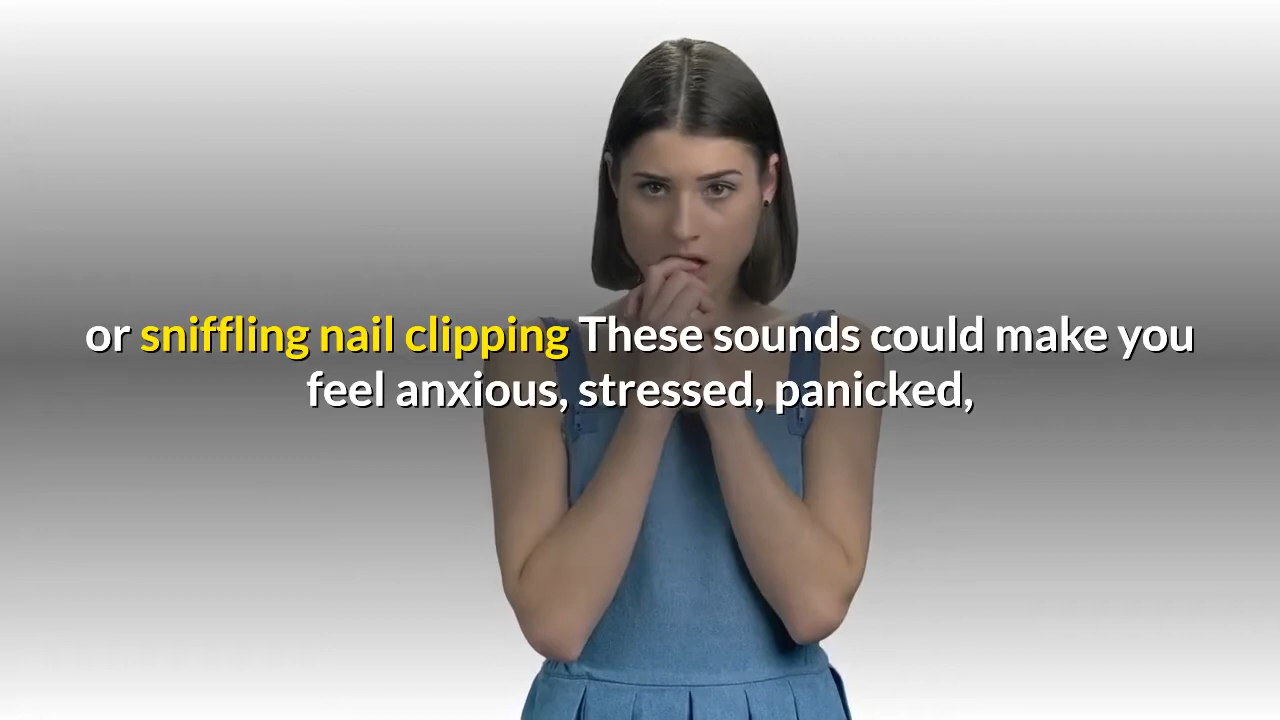 or sniffling nail clipping These sounds could make you
feel anxious, stressed, panicked,